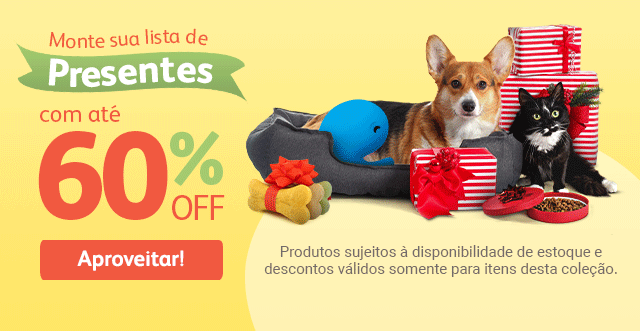 Monte sua lista de
Presentes
com até
60% OFF
Aproveitar!
Produtos sujeitos à disponibilidade de estoque e
descontos válidos somente para itens desta coleção.